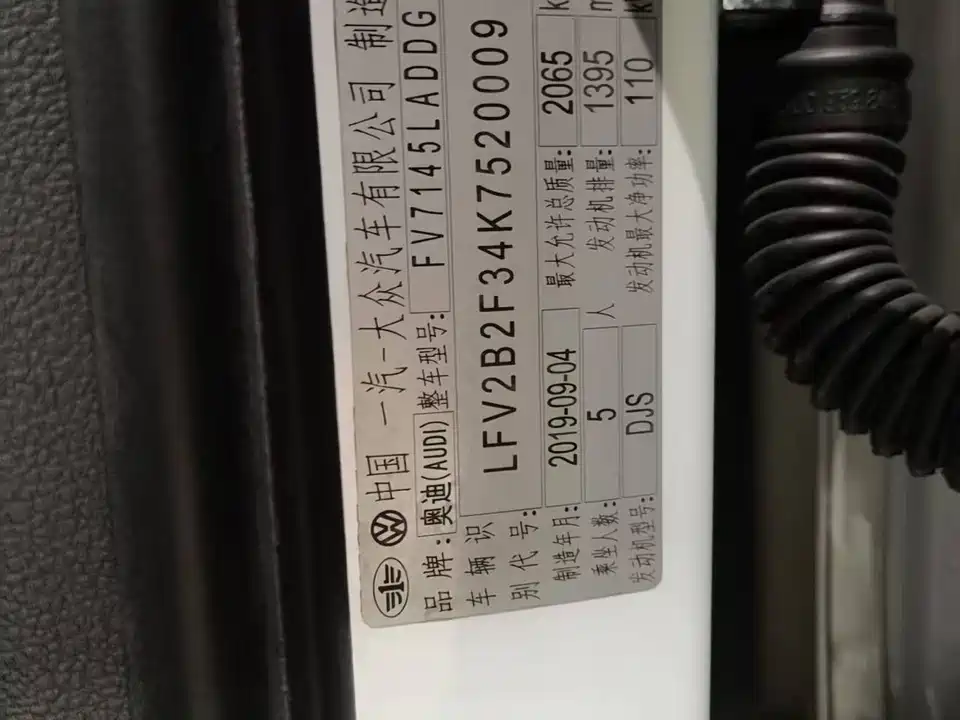 中国 一汽-大众汽车有限公司 制造
品牌: 奥迪(AUDI) 整车型号: FV7145LADDG
车辆识别代号: LFV2B2F34K7520009
制造年月: 2019-09-04 最大允许总质量: 2065 k
乘坐人数: 5 人 发动机排量: 1395 m
发动机型号: DJS 发动机最大净功率: 110 k